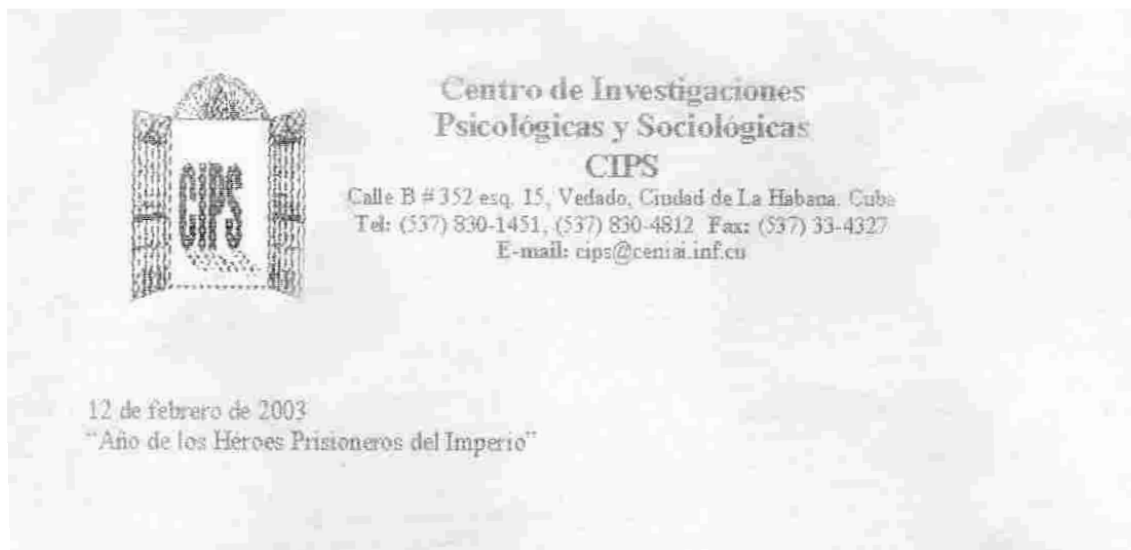 CIPS
Centro de Investigaciones
Psicológicas y Sociológicas
CIPS
Calle B # 352 esq. 15, Vedado, Ciudad de La Habana. Cuba
Tel: (537) 830-1451, (537) 830-4812 Fax: (537) 33-4327
E-mail: cips@ceniai.inf.cu
12 de febrero de 2003
“Año de los Héroes Prisioneros del Imperio”